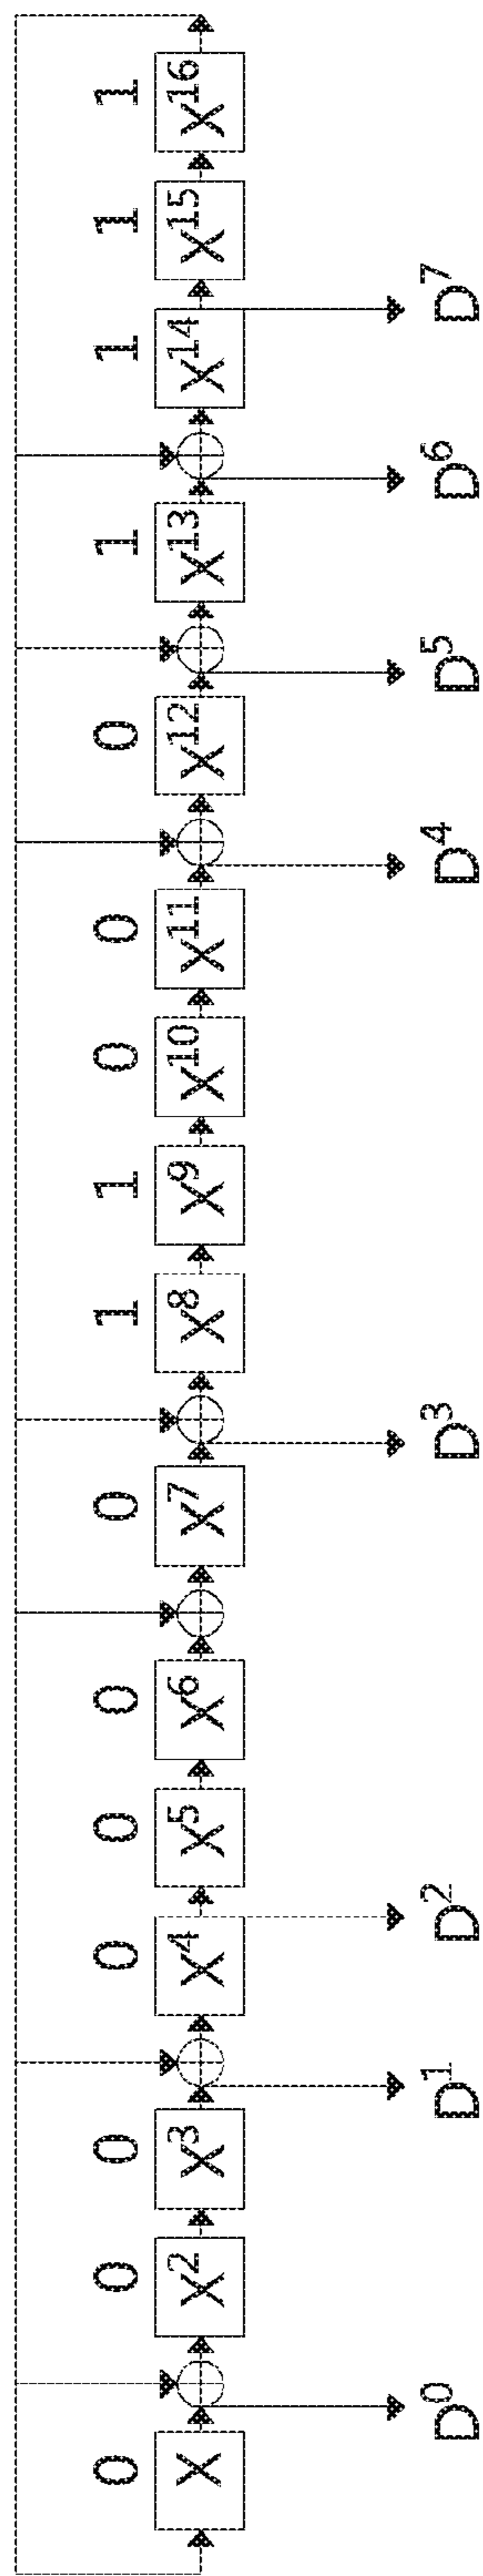 0 0 0 0 0 0 0 1 1 0 0 0 1 1 1 1
X X² X³ X⁴ X⁵ X⁶ X⁷ X⁸ X⁹ X¹⁰ X¹¹ X¹² X¹³ X¹⁴ X¹⁵ X¹⁶
D⁰ D¹ D² D³ D⁴ D⁵ D⁶ D⁷